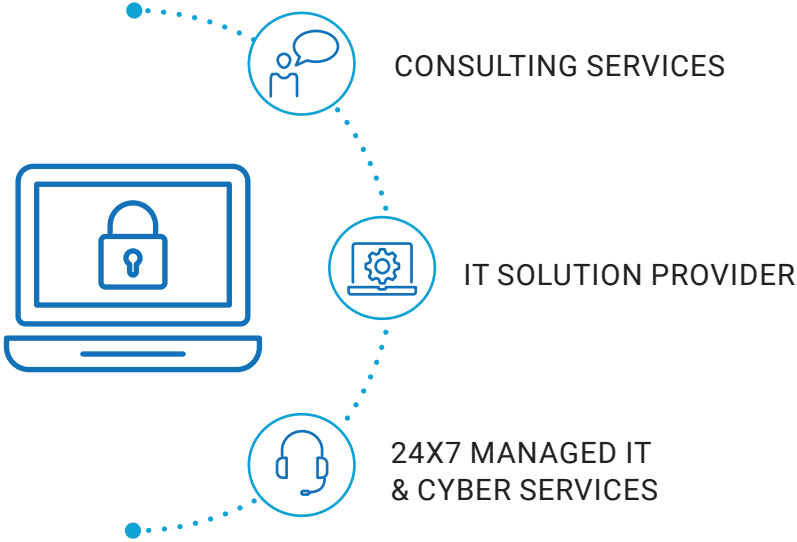 CONSULTING SERVICES
IT SOLUTION PROVIDER
24X7 MANAGED IT
& CYBER SERVICES